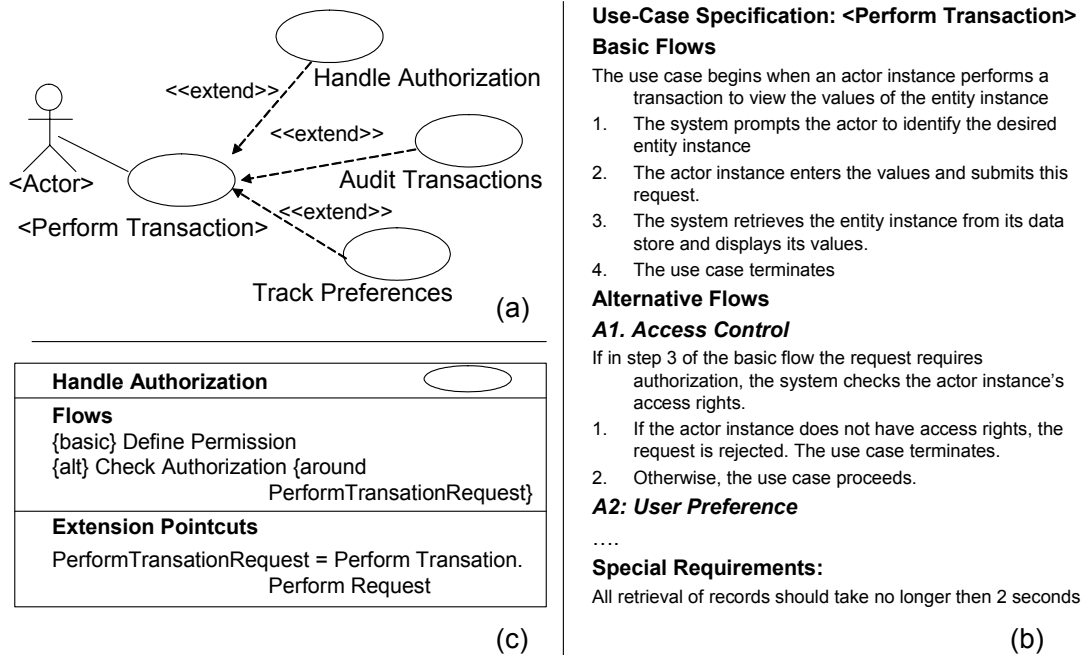 <<extend>>
Handle Authorization
<<extend>>
<Actor>
Audit Transactions
<<extend>>
<Perform Transaction>
Track Preferences
(a)
Handle Authorization
Flows
{basic} Define Permission
{alt} Check Authorization {around
PerformTransationRequest}
Extension Pointcuts
PerformTransationRequest = Perform Transation.
Perform Request
(c)
Use-Case Specification: <Perform Transaction>
Basic Flows
The use case begins when an actor instance performs a
transaction to view the values of the entity instance
1. The system prompts the actor to identify the desired
entity instance
2. The actor instance enters the values and submits this
request.
3. The system retrieves the entity instance from its data
store and displays its values.
4. The use case terminates
Alternative Flows
A1. Access Control
If in step 3 of the basic flow the request requires
authorization, the system checks the actor instance's
access rights.
1. If the actor instance does not have access rights, the
request is rejected. The use case terminates.
2. Otherwise, the use case proceeds.
A2: User Preference
....
Special Requirements:
All retrieval of records should take no longer then 2 seconds
(b)